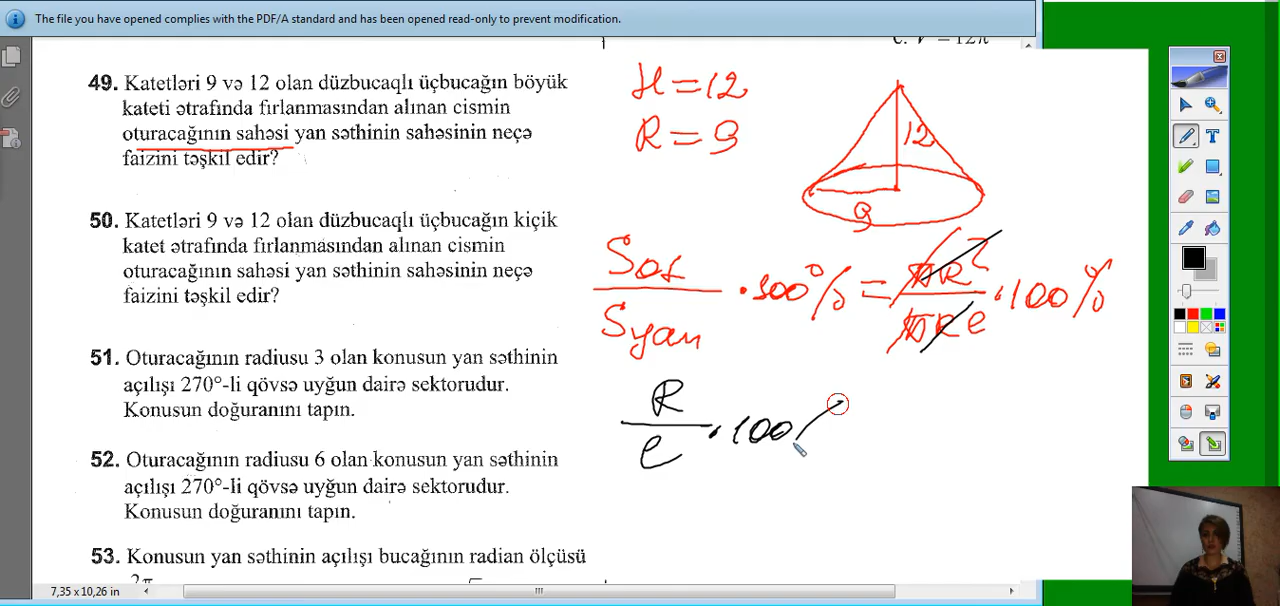 The file you have opened complies with the PDF/A standard and has been opened read-only to prevent modification.
49. Katetləri 9 və 12 olan düzbucaqlı üçbucağın böyük
kateti ətrafında fırlanmasından alınan cismin
oturacağının sahəsi yan səthinin sahəsinin neçə
faizini təşkil edir?
50. Katetləri 9 və 12 olan düzbucaqlı üçbucağın kiçik
katet ətrafında fırlanmasından alınan cismin
oturacağının sahəsi yan səthinin sahəsinin neçə
faizini təşkil edir?
51. Oturacağının radiusu 3 olan konusun yan səthinin
açılışı 270°-li qövsə uyğun dairə sektorudur.
Konusun doğuranını tapın.
52. Oturacağının radiusu 6 olan konusun yan səthinin
açılışı 270°-li qövsə uyğun dairə sektorudur.
Konusun doğuranını tapın.
53. Konusun yan səthinin açılışı bucağının radian ölçüsü
7,35 x 10,26 in
H = 12
R = 9
12
9
Sot / Syan · 100% = πR² / πRl · 100%
R / l · 100
T